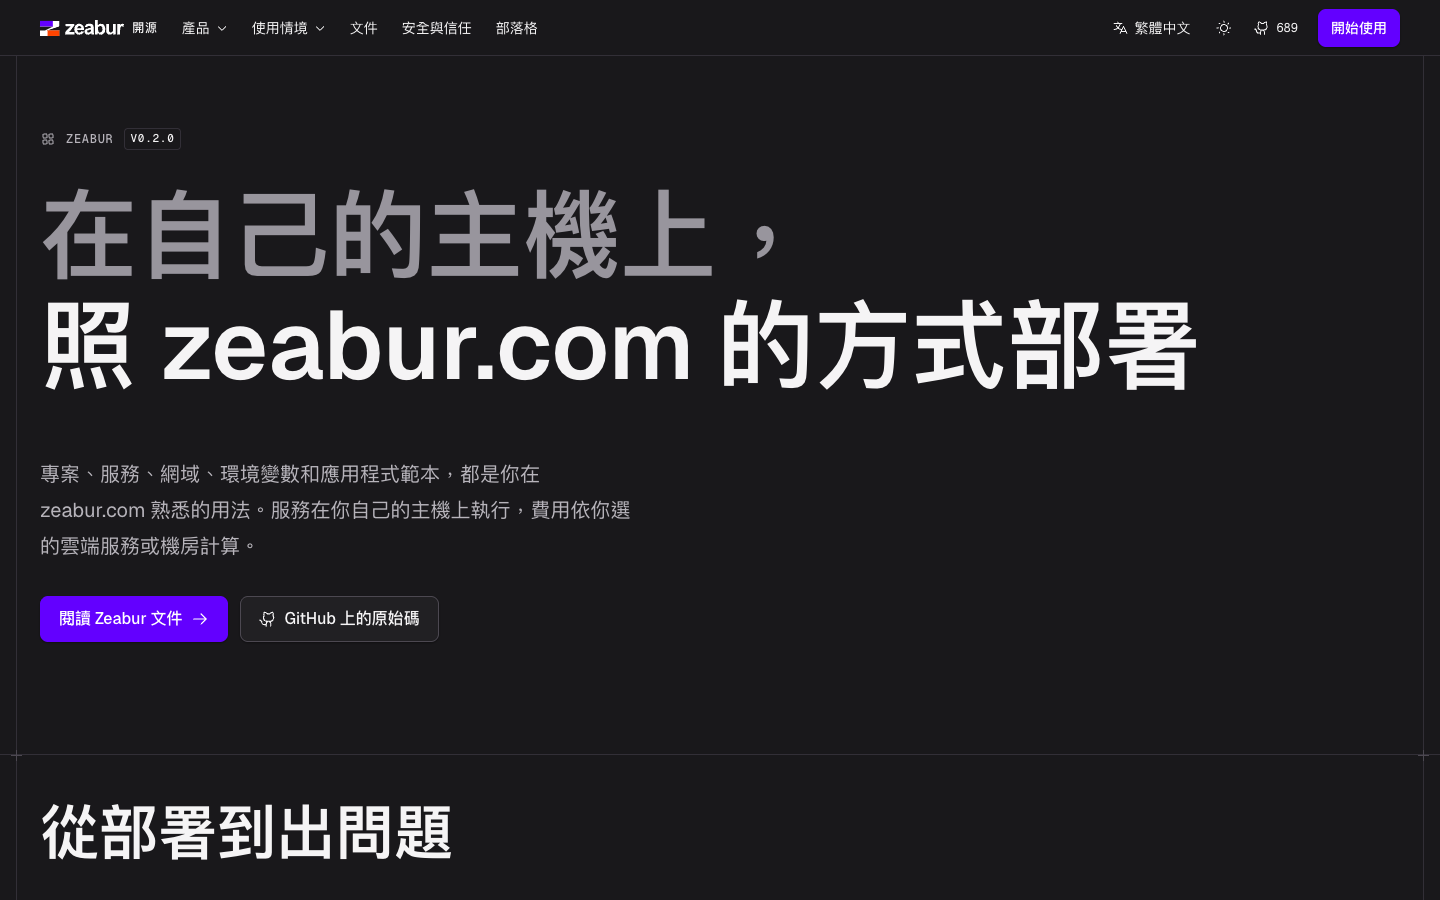 zeabur 開源 產品 使用情境 文件 安全與信任 部落格 繁體中文 689 開始使用
ZEABUR V0.2.0
在自己的主機上，
照 zeabur.com 的方式部署
專案、服務、網域、環境變數和應用程式範本，都是你在
zeabur.com 熟悉的用法。服務在你自己的主機上執行，費用依你選
的雲端服務或機房計算。
閱讀 Zeabur 文件 → GitHub 上的原始碼
從部署到出問題